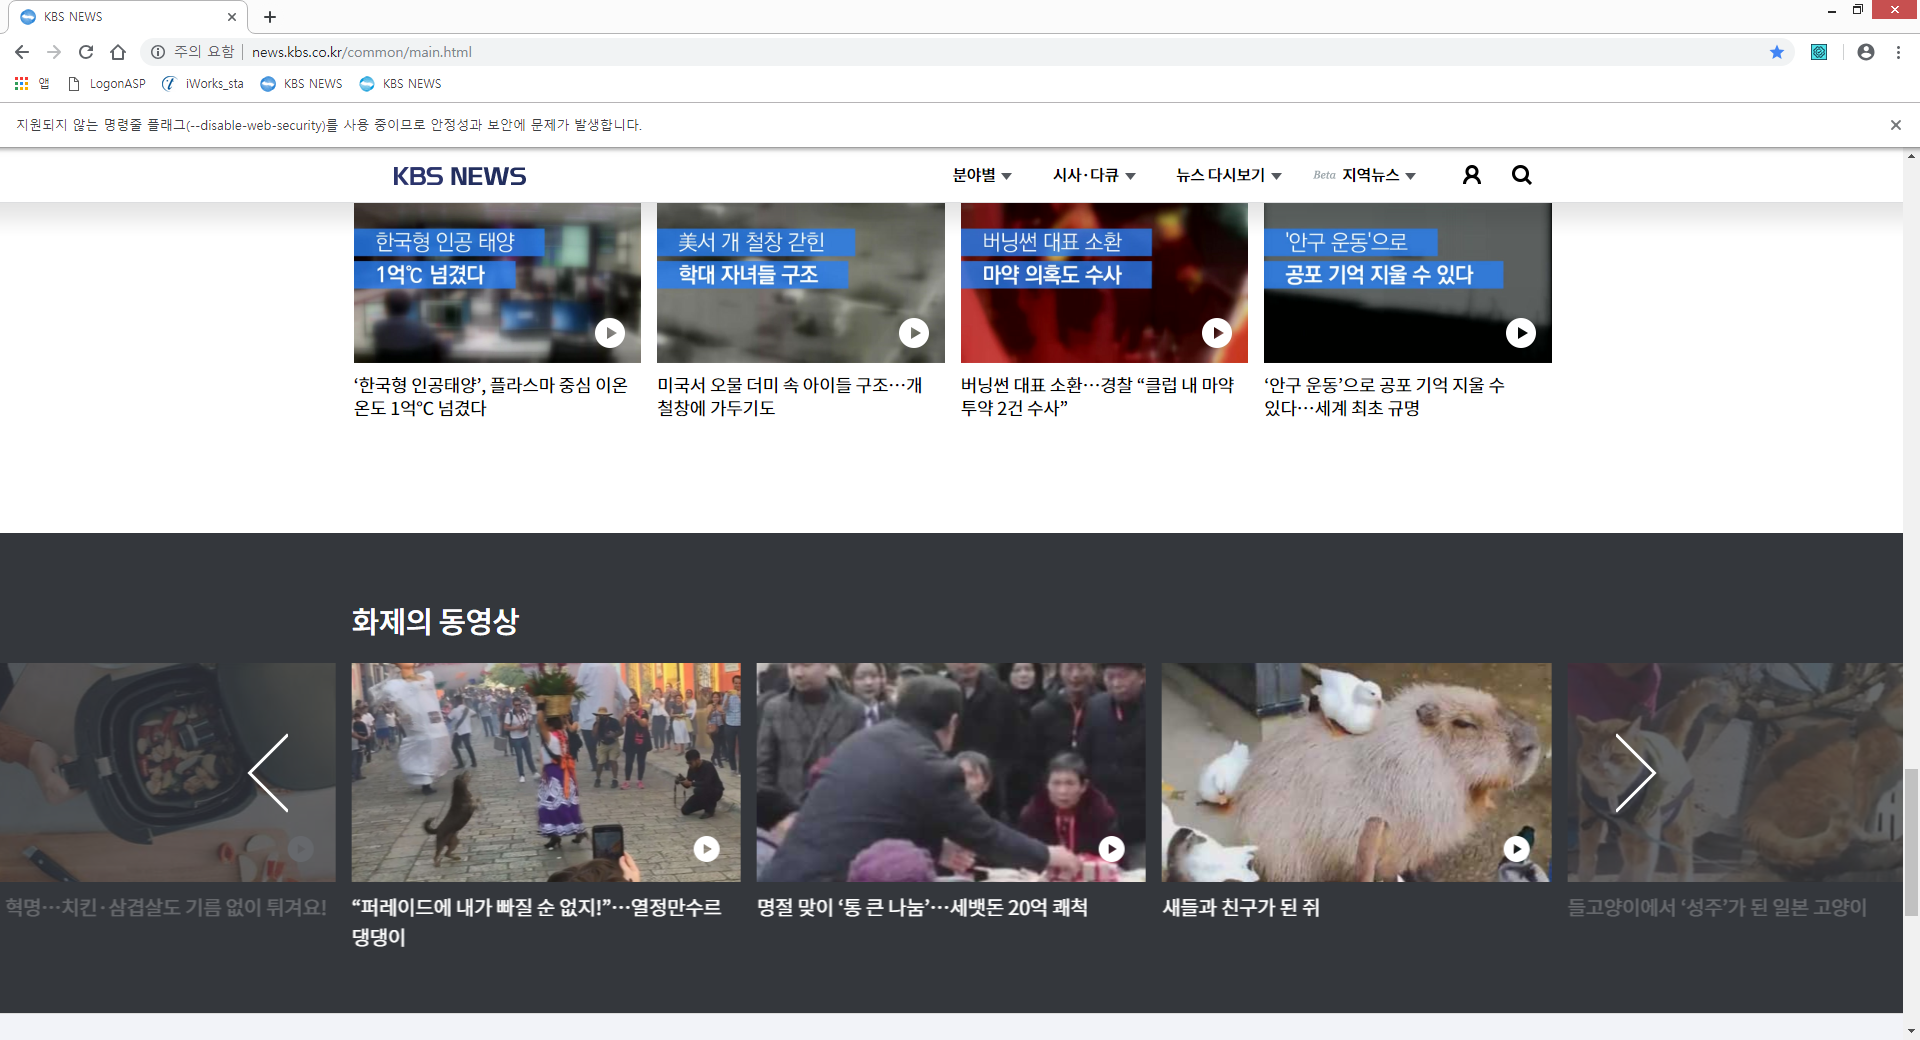 KBS NEWS
주의 요함
news.kbs.co.kr/common/main.html
앱
LogonASP
iWorks_sta
KBS NEWS
KBS NEWS
지원되지 않는 명령줄 플래그(--disable-web-security)를 사용 중이므로 안정성과 보안에 문제가 발생합니다.
KBS NEWS
분야별
시사·다큐
뉴스 다시보기
Beta 지역뉴스
한국형 인공 태양
1억℃ 넘겼다
美서 개 철창 갇힌
학대 자녀들 구조
버닝썬 대표 소환
마약 의혹도 수사
'안구 운동'으로
공포 기억 지울 수 있다
‘한국형 인공태양’, 플라스마 중심 이온
온도 1억℃ 넘겼다
미국서 오물 더미 속 아이들 구조…개
철창에 가두기도
버닝썬 대표 소환…경찰 “클럽 내 마약
투약 2건 수사”
‘안구 운동’으로 공포 기억 지울 수
있다…세계 최초 규명
화제의 동영상
혁명…치킨·삼겹살도 기름 없이 튀겨요!
“퍼레이드에 내가 빠질 순 없지!”…열정만수르
댕댕이
명절 맞이 ‘통 큰 나눔’…세뱃돈 20억 쾌척
새들과 친구가 된 쥐
들고양이에서 ‘성주’가 된 일본 고양이